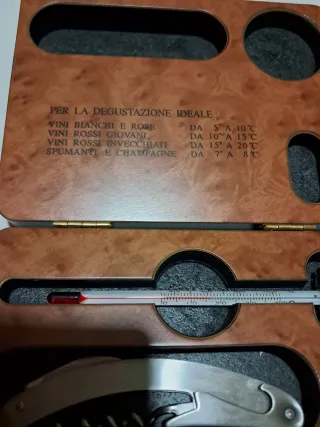 PER LA DEGUSTAZIONE IDEALE
VINI BIANCHI E ROSE' DA 5° A 10°C
VINI ROSSI GIOVANI DA 10° A 15°C
VINI ROSSI INVECCHIATI DA 15° A 20°C
SPUMANTI E CHAMPAGNE DA 7° A 8°C